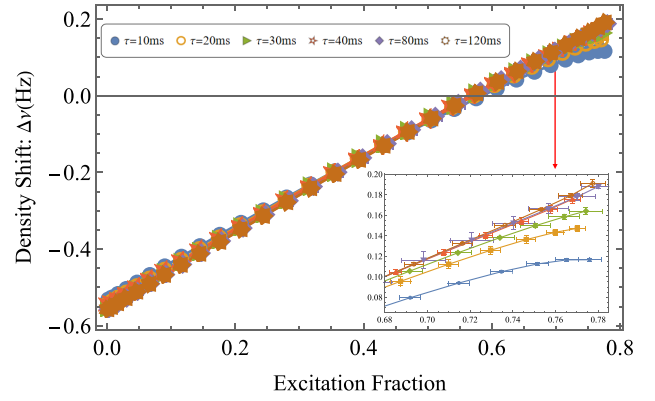 0.2
τ=10ms τ=20ms τ=30ms τ=40ms τ=80ms τ=120ms
0.0
-0.2
-0.4
-0.6
Density Shift: Δν(Hz)
0.20
0.18
0.16
0.14
0.12
0.10
0.08
0.68 0.70 0.72 0.74 0.76 0.78
0.0 0.2 0.4 0.6 0.8
Excitation Fraction